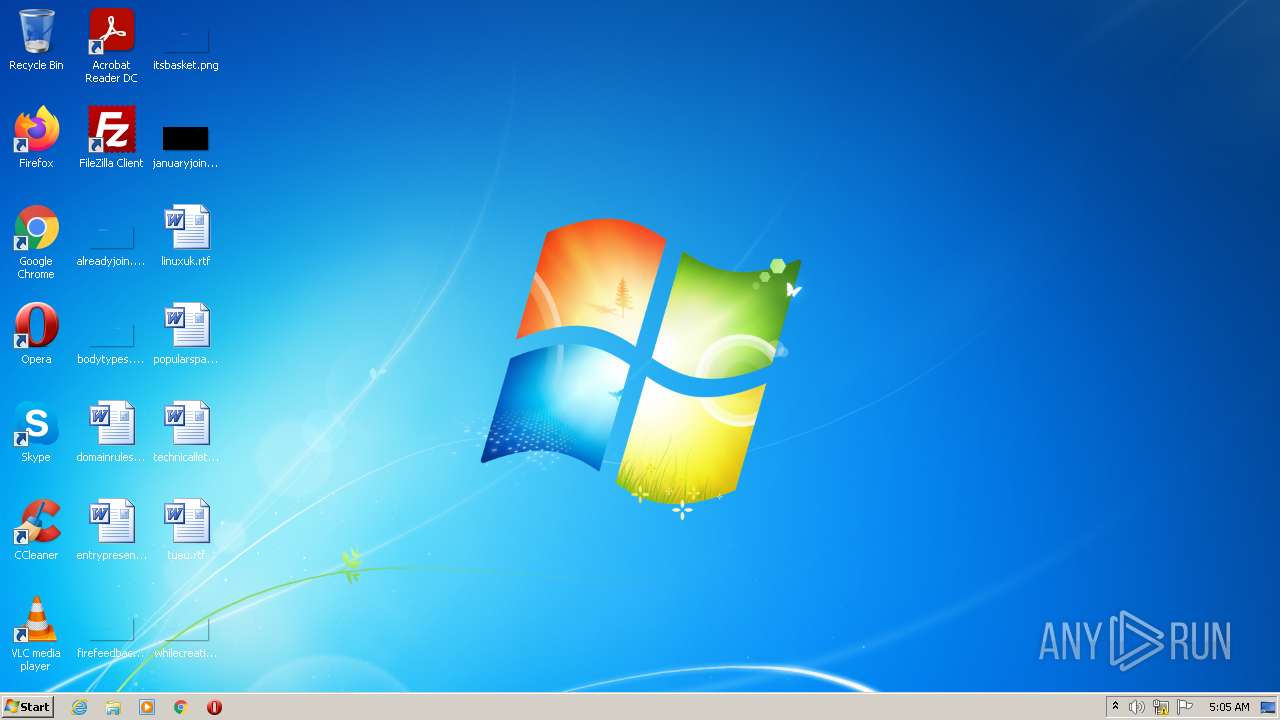 Recycle Bin
Acrobat
Reader DC
itsbasket.png
Firefox
FileZilla Client
januaryjoin...
Google
Chrome
alreadyjoin....
linuxuk.rtf
Opera
bodytypes....
popularspa...
Skype
domainrules...
technicallet...
CCleaner
entrypresen...
tueu.rtf
VLC media
player
firefeedbac...
whilecreati...
ANY RUN
Start
5:05 AM